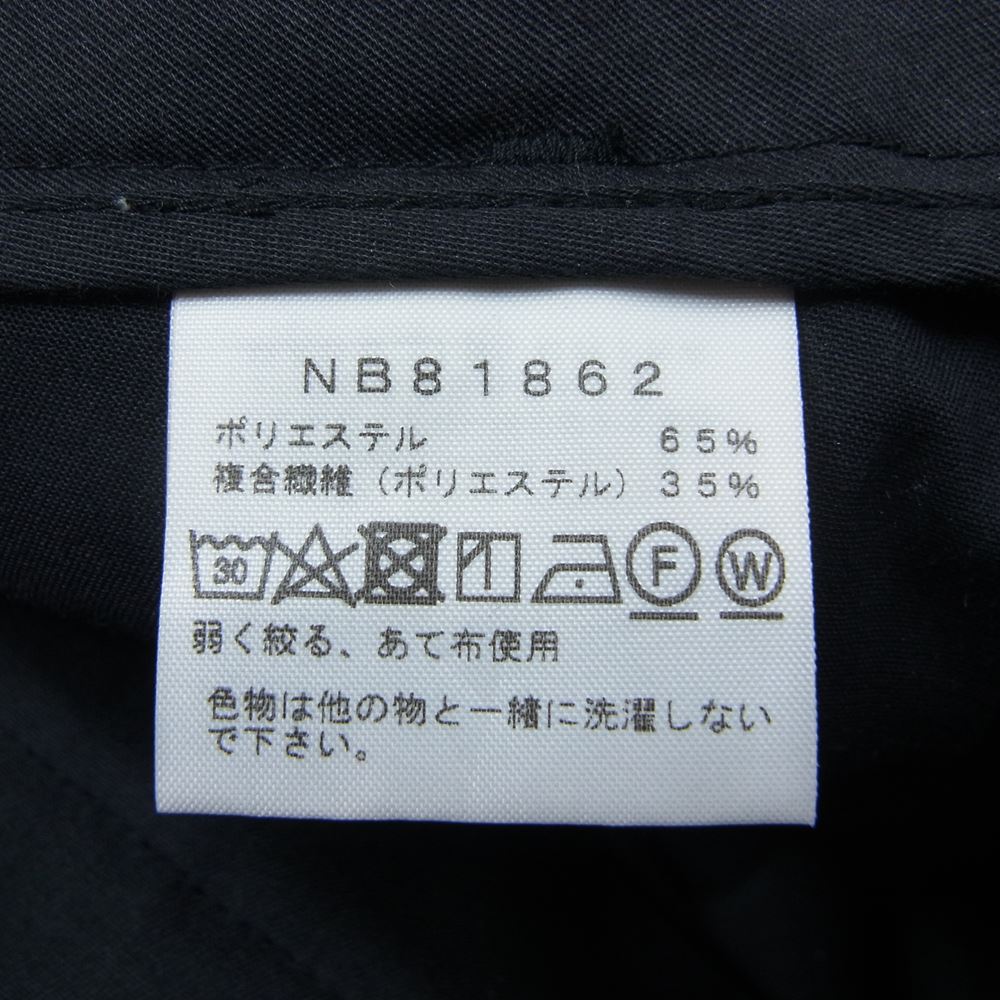 NB81862
ポリエステル 65%
複合繊維（ポリエステル） 35%
30 F W
弱く絞る、あて布使用
色物は他の物と一緒に洗濯しない
で下さい。